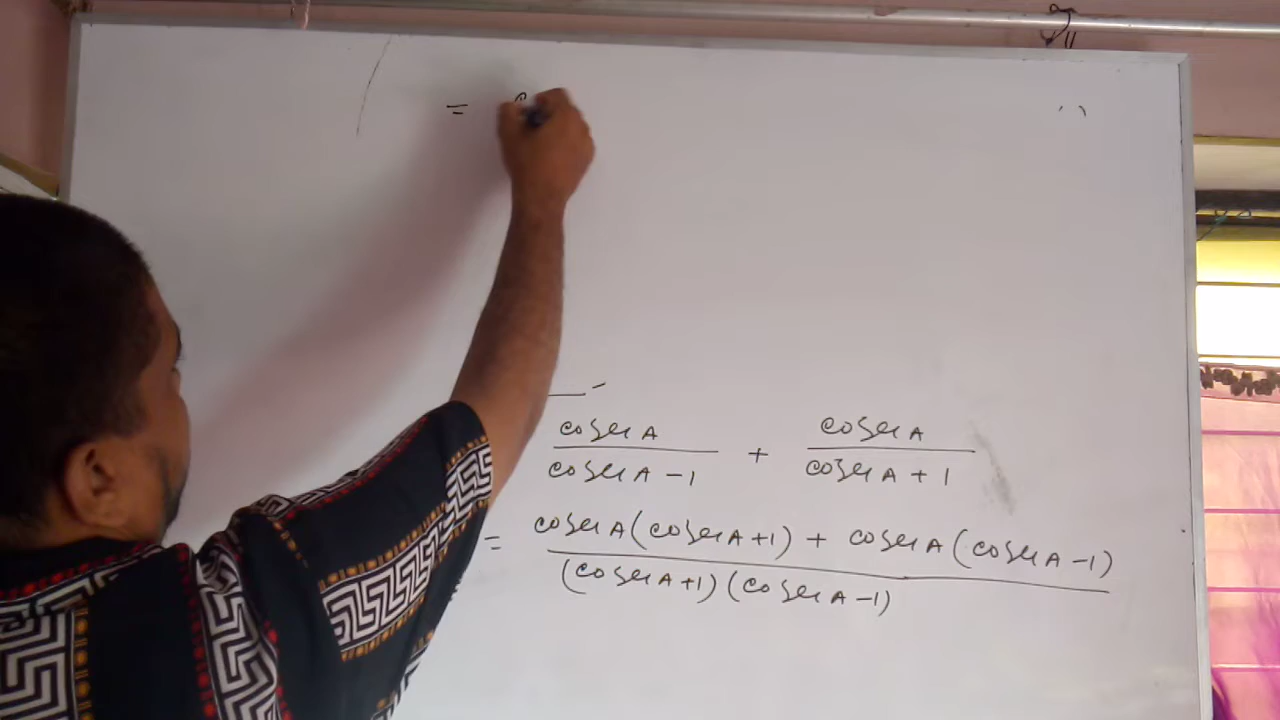 =
cosec A / cosec A - 1 + cosec A / cosec A + 1
= cosec A (cosec A + 1) + cosec A (cosec A - 1) / (cosec A + 1) (cosec A - 1)